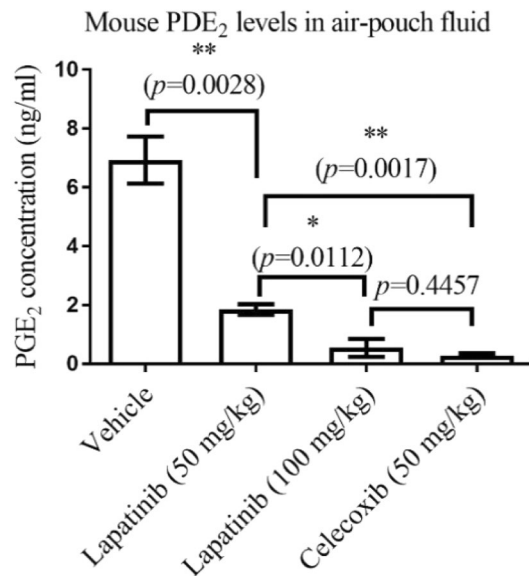 Mouse PDE₂ levels in air-pouch fluid
**
(p=0.0028)
**
(p=0.0017)
*
(p=0.0112)
p=0.4457
PGE₂ concentration (ng/ml)
10
8
6
4
2
0
Vehicle
Lapatinib (50 mg/kg)
Lapatinib (100 mg/kg)
Celecoxib (50 mg/kg)